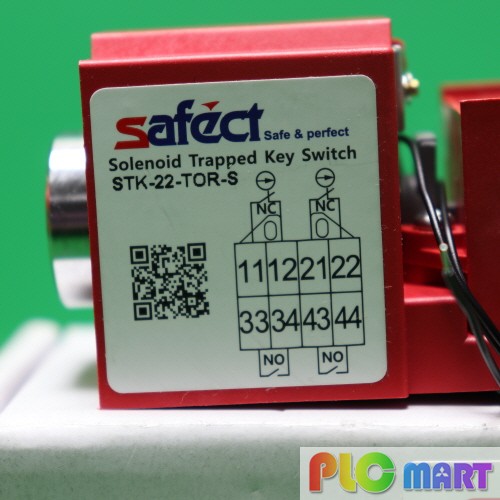 safect Safe & perfect
Solenoid Trapped Key Switch
STK-22-TOR-S
NC NC
11 12 21 22
33 34 43 44
NO NO
PLC MART